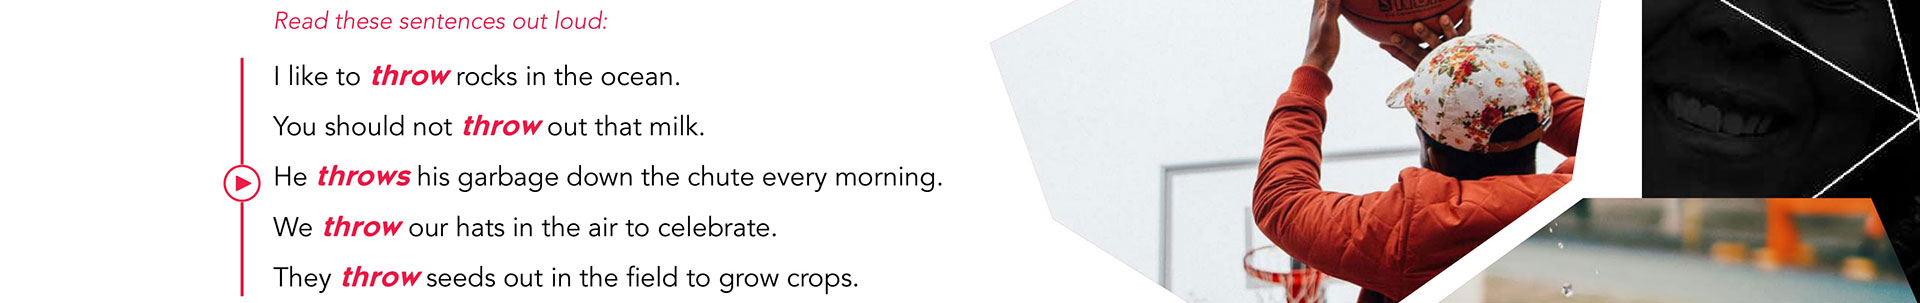 Read these sentences out loud:
I like to throw rocks in the ocean.
You should not throw out that milk.
He throws his garbage down the chute every morning.
We throw our hats in the air to celebrate.
They throw seeds out in the field to grow crops.